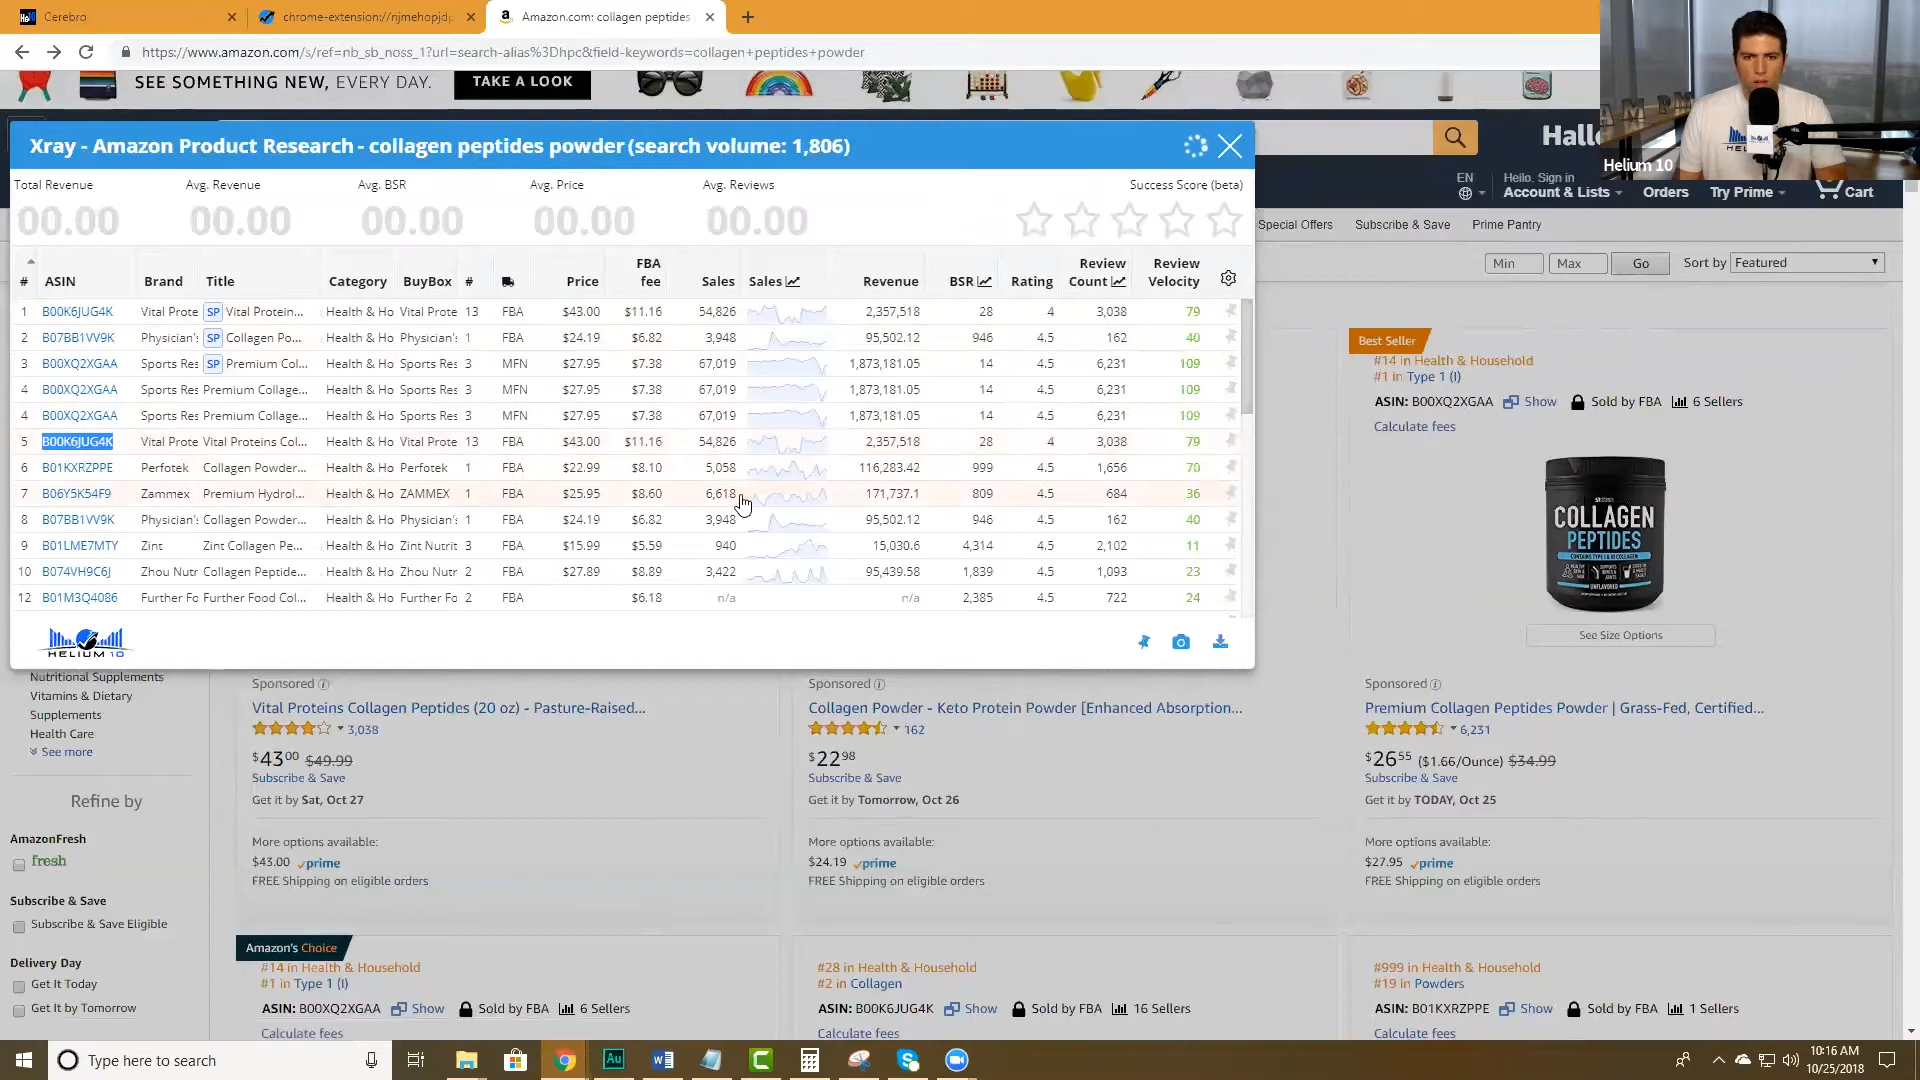 Cerebro
chrome-extension://njmehopjdp
Amazon.com: collagen peptides
https://www.amazon.com/s/ref=nb_sb_noss_1?url=search-alias%3Dhpc&field-keywords=collagen+peptides+powder
SEE SOMETHING NEW, EVERY DAY.
TAKE A LOOK
Helium 10
Xray - Amazon Product Research - collagen peptides powder (search volume: 1,806)
EN
Hello. Sign in
Account & Lists
Orders
Try Prime
Cart
Total Revenue Avg. Revenue Avg. BSR Avg. Price Avg. Reviews Success Score (beta)
00.00 00.00 00.00 00.00 00.00
Special Offers Subscribe & Save Prime Pantry
Min Max Go Sort by Featured
# ASIN Brand Title Category BuyBox # Price FBA fee Sales Sales Revenue BSR Rating Review Count Review Velocity
1 B00K6JUG4K Vital Prote SP Vital Protein... Health & Ho Vital Prote 13 FBA $43.00 $11.16 54,826 2,357,518 28 4 3,038 79
2 B07BB1VV9K Physician's SP Collagen Po... Health & Ho Physician's 1 FBA $24.19 $6.82 3,948 95,502.12 946 4.5 162 40
3 B00XQ2XGAA Sports Res SP Premium Col... Health & Ho Sports Res 3 MFN $27.95 $7.38 67,019 1,873,181.05 14 4.5 6,231 109
4 B00XQ2XGAA Sports Res Premium Collage... Health & Ho Sports Res 3 MFN $27.95 $7.38 67,019 1,873,181.05 14 4.5 6,231 109
4 B00XQ2XGAA Sports Res Premium Collage... Health & Ho Sports Res 3 MFN $27.95 $7.38 67,019 1,873,181.05 14 4.5 6,231 109
5 B00K6JUG4K Vital Prote Vital Proteins Col... Health & Ho Vital Prote 13 FBA $43.00 $11.16 54,826 2,357,518 28 4 3,038 79
6 B01KXRZPPE Perfotek Collagen Powder... Health & Ho Perfotek 1 FBA $22.99 $8.10 5,058 116,283.42 999 4.5 1,656 70
7 B06Y5K54F9 Zammex Premium Hydrol... Health & Ho ZAMMEX 1 FBA $25.95 $8.60 6,618 171,737.1 809 4.5 684 36
8 B07BB1VV9K Physician's Collagen Powder... Health & Ho Physician's 1 FBA $24.19 $6.82 3,948 95,502.12 946 4.5 162 40
9 B01LME7MTY Zint Zint Collagen Pe... Health & Ho Zint Nutrit 3 FBA $15.99 $5.59 940 15,030.6 4,314 4.5 2,102 11
10 B074VH9C6J Zhou Nutr Collagen Peptide... Health & Ho Zhou Nutr 2 FBA $27.89 $8.89 3,422 95,439.58 1,839 4.5 1,093 23
12 B01M3Q4086 Further Fo Further Food Col... Health & Ho Further Fo 2 FBA $6.18 n/a n/a 2,385 4.5 722 24
HELIUM 10
Best Seller
#14 in Health & Household
#1 in Type 1 (I)
ASIN: B00XQ2XGAA Show Sold by FBA 6 Sellers
Calculate fees
COLLAGEN
PEPTIDES
CONTAINS TYPE I & III COLLAGEN
UNFLAVORED
See Size Options
Nutritional Supplements
Vitamins & Dietary
Supplements
Health Care
See more
Refine by
AmazonFresh
fresh
Subscribe & Save
Subscribe & Save Eligible
Delivery Day
Get It Today
Get It by Tomorrow
Sponsored
Vital Proteins Collagen Peptides (20 oz) - Pasture-Raised...
3,038
$43 00 $49.99
Subscribe & Save
Get it by Sat, Oct 27
More options available:
$43.00 prime
FREE Shipping on eligible orders
Sponsored
Collagen Powder - Keto Protein Powder [Enhanced Absorption...
162
$22 98
Subscribe & Save
Get it by Tomorrow, Oct 26
More options available:
$24.19 prime
FREE Shipping on eligible orders
Sponsored
Premium Collagen Peptides Powder | Grass-Fed, Certified...
6,231
$26 55 ($1.66/Ounce) $34.99
Subscribe & Save
Get it by TODAY, Oct 25
More options available:
$27.95 prime
FREE Shipping on eligible orders
Amazon's Choice
#14 in Health & Household
#1 in Type 1 (I)
ASIN: B00XQ2XGAA Show Sold by FBA 6 Sellers
Calculate fees
#28 in Health & Household
#2 in Collagen
ASIN: B00K6JUG4K Show Sold by FBA 16 Sellers
Calculate fees
#999 in Health & Household
#19 in Powders
ASIN: B01KXRZPPE Show Sold by FBA 1 Sellers
Calculate fees
Type here to search
10:16 AM
10/25/2018